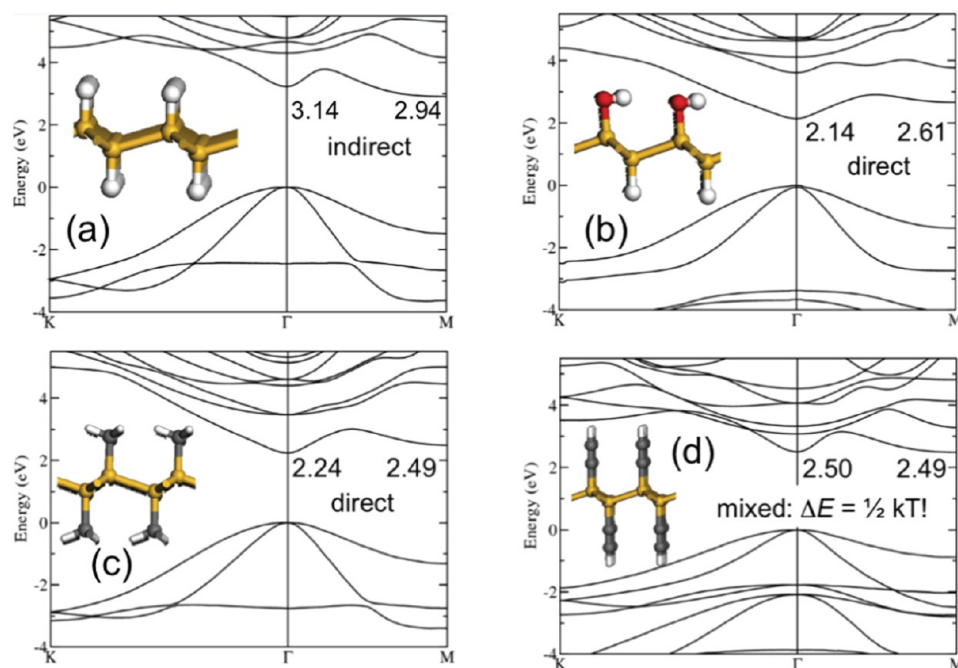 Energy (eV)
4
2
0
-2
-4
3.14 2.94
indirect
(a)
K Γ M
Energy (eV)
4
2
0
-2
-4
2.14 2.61
direct
(b)
K Γ M
Energy (eV)
4
2
0
-2
-4
2.24 2.49
direct
(c)
K Γ M
Energy (eV)
4
2
0
-2
-4
(d)
2.50 2.49
mixed: ΔE = ½ kT!
K Γ M